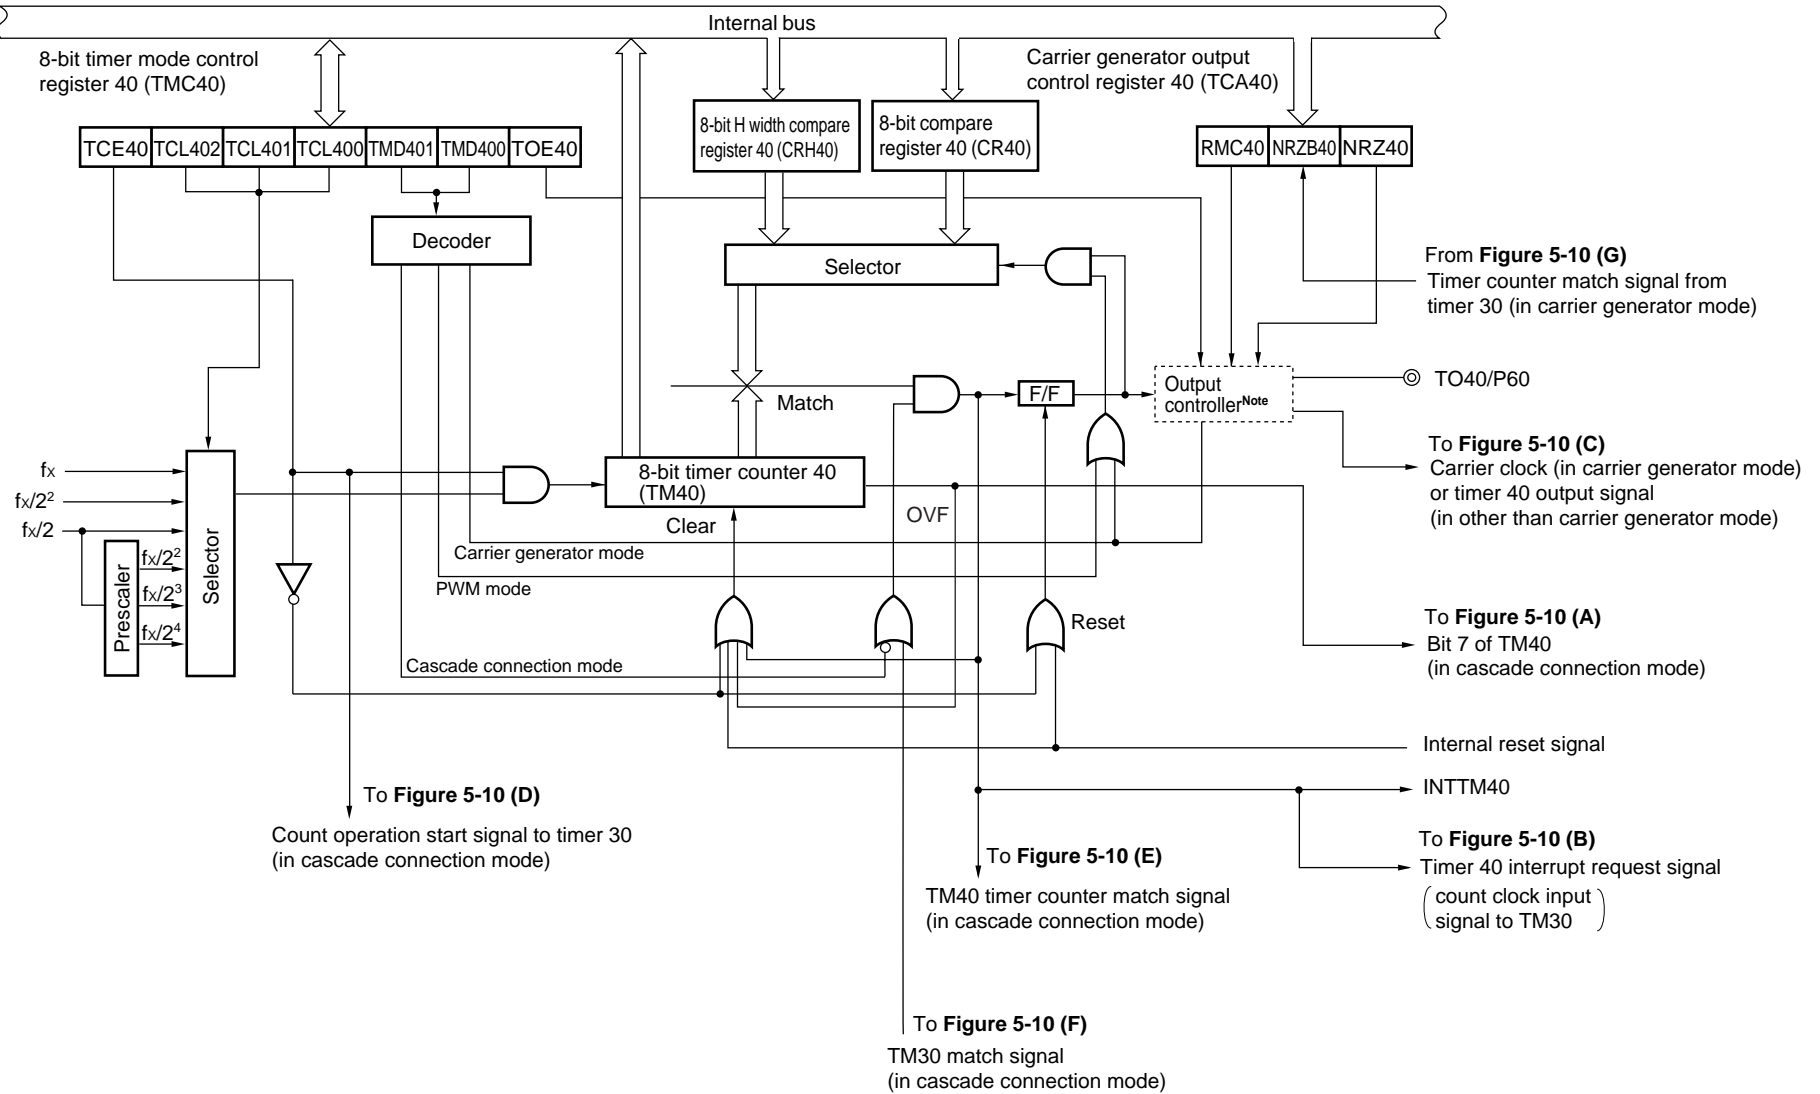 Internal bus
8-bit timer mode control
register 40 (TMC40)
Carrier generator output
control register 40 (TCA40)
8-bit H width compare
register 40 (CRH40)
8-bit compare
register 40 (CR40)
TCE40 TCL402 TCL401 TCL400 TMD401 TMD400 TOE40
RMC40 NRZB40 NRZ40
Decoder
Selector
From Figure 5-10 (G)
Timer counter match signal from
timer 30 (in carrier generator mode)
Match
F/F
Output
controllerNote
TO40/P60
To Figure 5-10 (C)
Carrier clock (in carrier generator mode)
or timer 40 output signal
(in other than carrier generator mode)
fX
fX/2²
fX/2
Prescaler
fX/2²
fX/2³
fX/2⁴
Selector
8-bit timer counter 40
(TM40)
Clear
OVF
Carrier generator mode
PWM mode
Cascade connection mode
Reset
To Figure 5-10 (A)
Bit 7 of TM40
(in cascade connection mode)
Internal reset signal
INTTM40
To Figure 5-10 (D)
Count operation start signal to timer 30
(in cascade connection mode)
To Figure 5-10 (B)
Timer 40 interrupt request signal
count clock input
signal to TM30
To Figure 5-10 (E)
TM40 timer counter match signal
(in cascade connection mode)
To Figure 5-10 (F)
TM30 match signal
(in cascade connection mode)